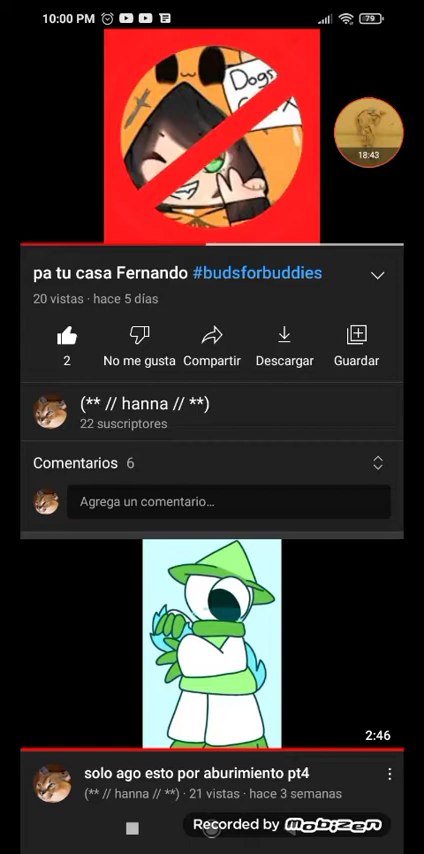 10:00 PM
79
Dogs
18:43
pa tu casa Fernando #budsforbuddies
20 vistas · hace 5 días
2
No me gusta
Compartir
Descargar
Guardar
(** // hanna // **)
22 suscriptores
Comentarios 6
Agrega un comentario...
2:46
solo ago esto por aburimiento pt4
(** // hanna // **) · 21 vistas · hace 3 semanas
Recorded by Mobizen